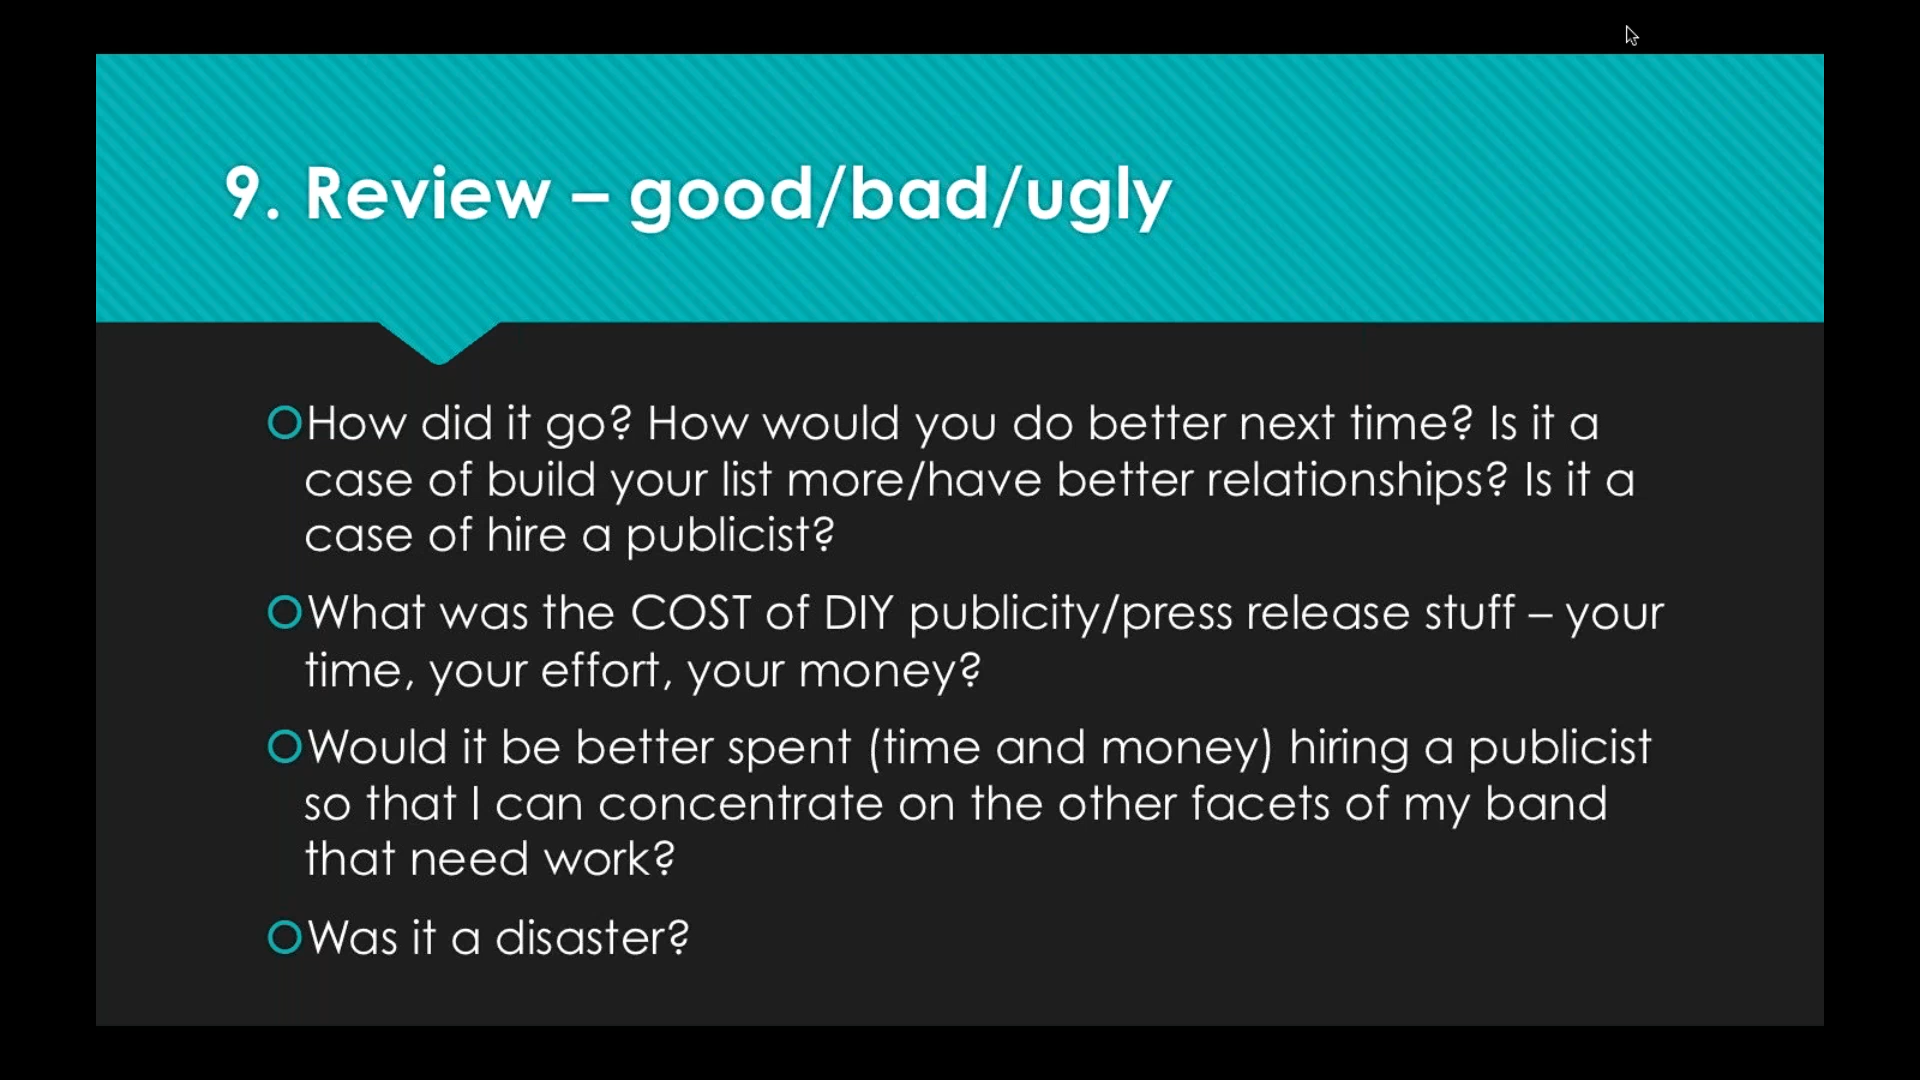 9. Review – good/bad/ugly
How did it go? How would you do better next time? Is it a
case of build your list more/have better relationships? Is it a
case of hire a publicist?
What was the COST of DIY publicity/press release stuff – your
time, your effort, your money?
Would it be better spent (time and money) hiring a publicist
so that I can concentrate on the other facets of my band
that need work?
Was it a disaster?